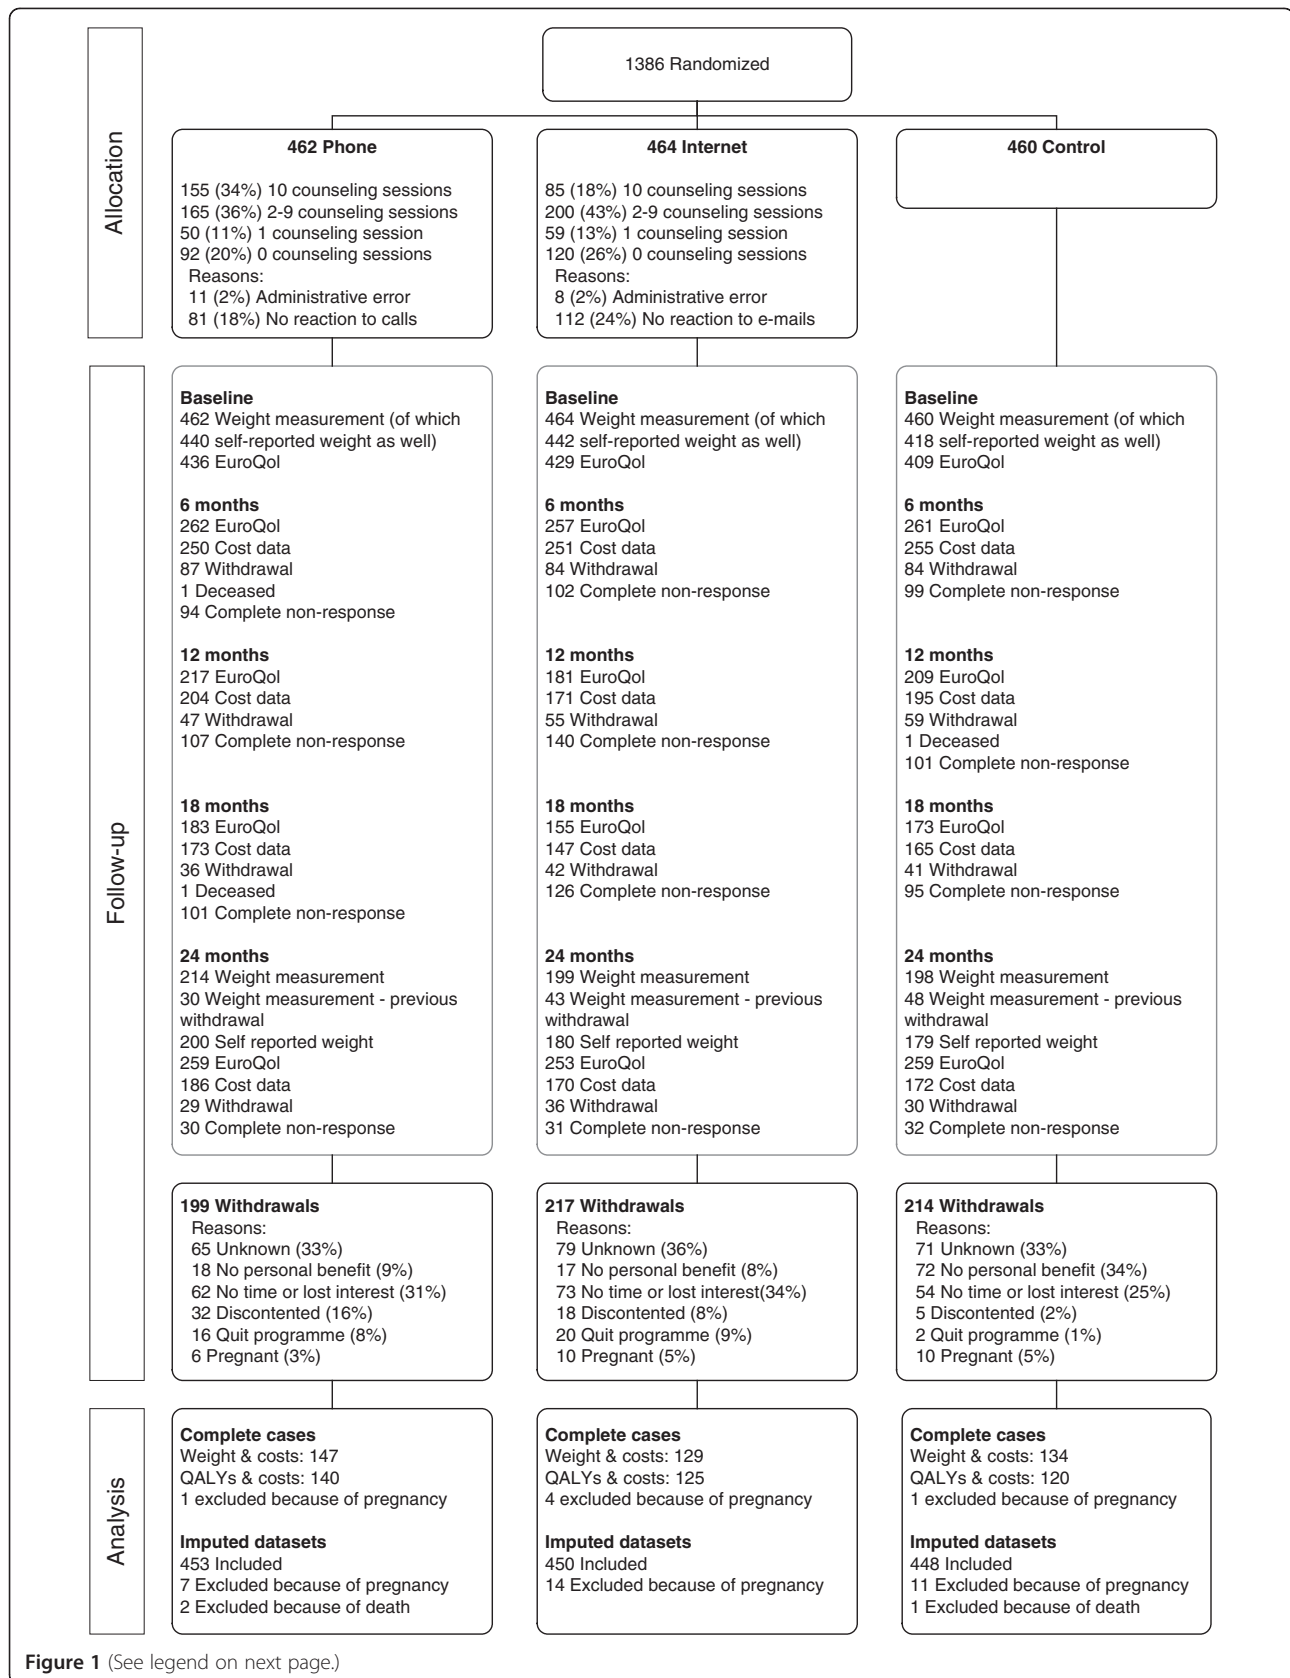 1386 Randomized
Allocation
462 Phone
155 (34%) 10 counseling sessions
165 (36%) 2-9 counseling sessions
50 (11%) 1 counseling session
92 (20%) 0 counseling sessions
Reasons:
11 (2%) Administrative error
81 (18%) No reaction to calls
464 Internet
85 (18%) 10 counseling sessions
200 (43%) 2-9 counseling sessions
59 (13%) 1 counseling session
120 (26%) 0 counseling sessions
Reasons:
8 (2%) Administrative error
112 (24%) No reaction to e-mails
460 Control
Follow-up
Baseline
462 Weight measurement (of which
440 self-reported weight as well)
436 EuroQol
6 months
262 EuroQol
250 Cost data
87 Withdrawal
1 Deceased
94 Complete non-response
12 months
217 EuroQol
204 Cost data
47 Withdrawal
107 Complete non-response
18 months
183 EuroQol
173 Cost data
36 Withdrawal
1 Deceased
101 Complete non-response
24 months
214 Weight measurement
30 Weight measurement - previous
withdrawal
200 Self reported weight
259 EuroQol
186 Cost data
29 Withdrawal
30 Complete non-response
Baseline
464 Weight measurement (of which
442 self-reported weight as well)
429 EuroQol
6 months
257 EuroQol
251 Cost data
84 Withdrawal
102 Complete non-response
12 months
181 EuroQol
171 Cost data
55 Withdrawal
140 Complete non-response
18 months
155 EuroQol
147 Cost data
42 Withdrawal
126 Complete non-response
24 months
199 Weight measurement
43 Weight measurement - previous
withdrawal
180 Self reported weight
253 EuroQol
170 Cost data
36 Withdrawal
31 Complete non-response
Baseline
460 Weight measurement (of which
418 self-reported weight as well)
409 EuroQol
6 months
261 EuroQol
255 Cost data
84 Withdrawal
99 Complete non-response
12 months
209 EuroQol
195 Cost data
59 Withdrawal
1 Deceased
101 Complete non-response
18 months
173 EuroQol
165 Cost data
41 Withdrawal
95 Complete non-response
24 months
198 Weight measurement
48 Weight measurement - previous
withdrawal
179 Self reported weight
259 EuroQol
172 Cost data
30 Withdrawal
32 Complete non-response
199 Withdrawals
Reasons:
65 Unknown (33%)
18 No personal benefit (9%)
62 No time or lost interest (31%)
32 Discontented (16%)
16 Quit programme (8%)
6 Pregnant (3%)
217 Withdrawals
Reasons:
79 Unknown (36%)
17 No personal benefit (8%)
73 No time or lost interest(34%)
18 Discontented (8%)
20 Quit programme (9%)
10 Pregnant (5%)
214 Withdrawals
Reasons:
71 Unknown (33%)
72 No personal benefit (34%)
54 No time or lost interest (25%)
5 Discontented (2%)
2 Quit programme (1%)
10 Pregnant (5%)
Analysis
Complete cases
Weight & costs: 147
QALYs & costs: 140
1 excluded because of pregnancy
Imputed datasets
453 Included
7 Excluded because of pregnancy
2 Excluded because of death
Complete cases
Weight & costs: 129
QALYs & costs: 125
4 excluded because of pregnancy
Imputed datasets
450 Included
14 Excluded because of pregnancy
Complete cases
Weight & costs: 134
QALYs & costs: 120
1 excluded because of pregnancy
Imputed datasets
448 Included
11 Excluded because of pregnancy
1 Excluded because of death
Figure 1 (See legend on next page.)